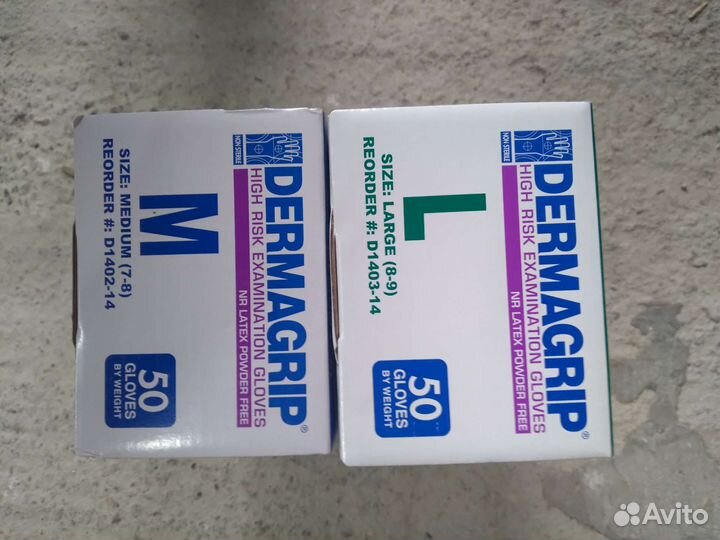 NON STERILE
DERMAGRIP®
HIGH RISK EXAMINATION GLOVES
NR LATEX POWDER FREE
M
SIZE: MEDIUM (7-8)
REORDER #: D1402-14
50
GLOVES
BY WEIGHT
NON STERILE
DERMAGRIP®
HIGH RISK EXAMINATION GLOVES
NR LATEX POWDER FREE
L
SIZE: LARGE (8-9)
REORDER #: D1403-14
50
GLOVES
BY WEIGHT
Avito